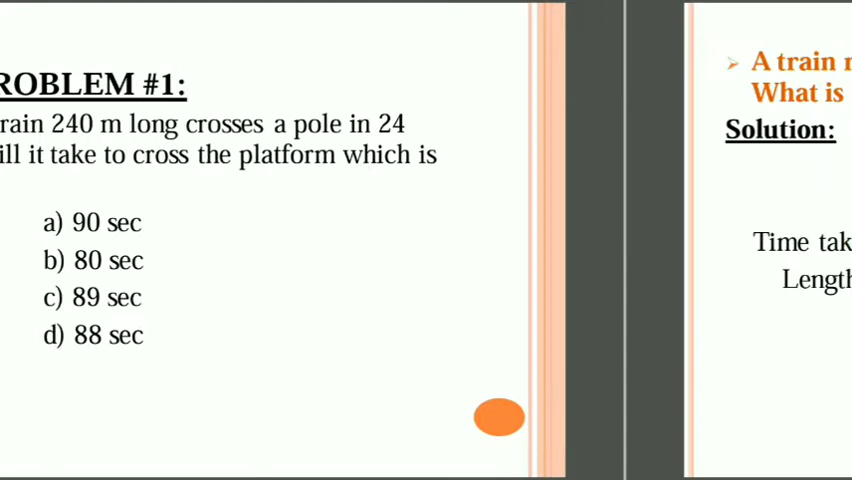 ROBLEM #1:
rain 240 m long crosses a pole in 24
ill it take to cross the platform which is
a) 90 sec
b) 80 sec
c) 89 sec
d) 88 sec
➢ A train
What is
Solution:
Time tak
Length